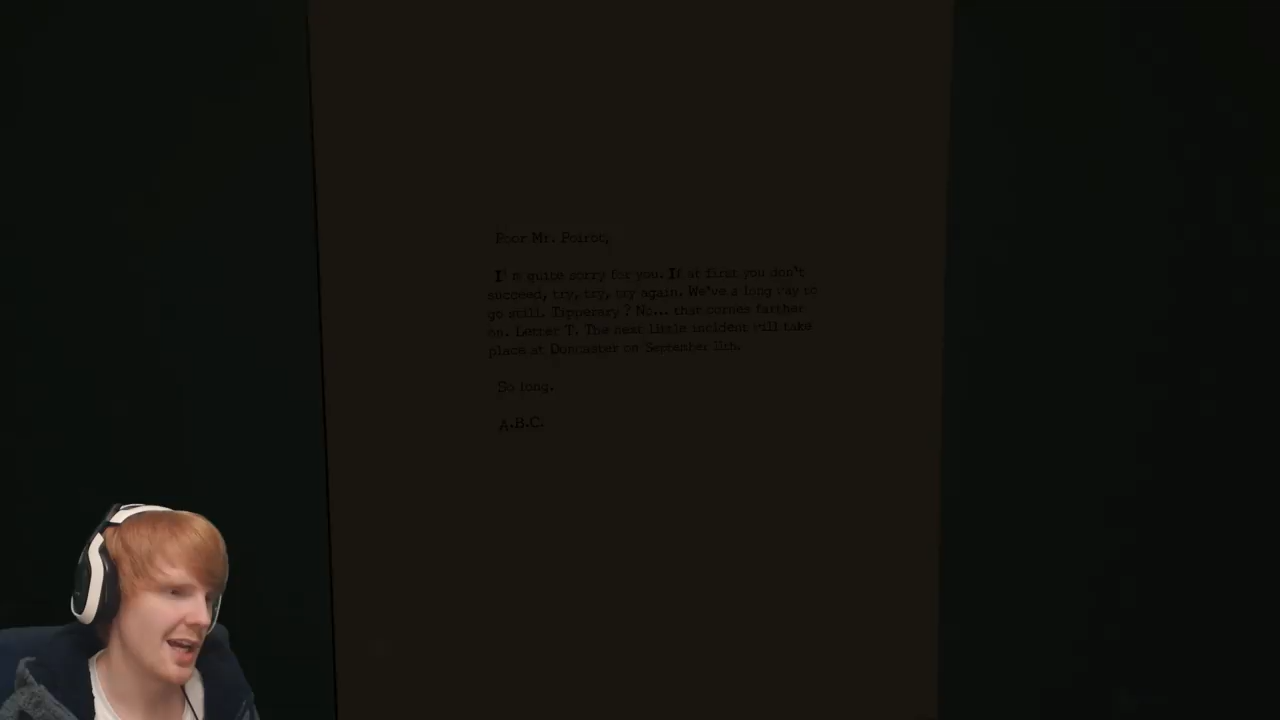 Poor Mr. Poirot,
I'm quite sorry for you. If at first you don't
succeed, try, try, try again. We've a long way to
go still. Tipperary ? No... that comes farther
on. Letter T. The next little incident will take
place at Doncaster on September 11th.
So long.
A.B.C.